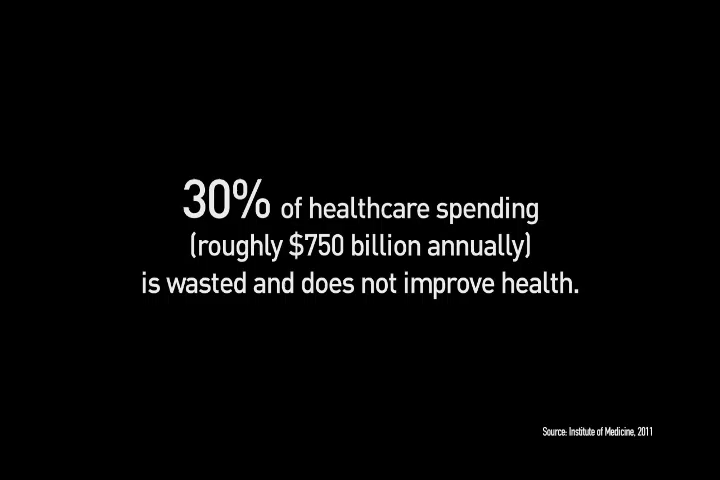 30% of healthcare spending
(roughly $750 billion annually)
is wasted and does not improve health.
Source: Institute of Medicine, 2011